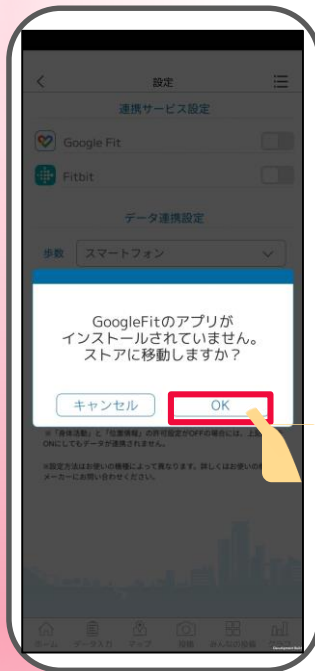 設定
連携サービス設定
Google Fit
Fitbit
データ連携設定
歩数 スマートフォン
GoogleFitのアプリが
インストールされていません。
ストアに移動しますか？
キャンセル OK
※「身体活動」と「位置情報」の許可設定がOFFの場合には、上
ONにしてもデータが連携されません。
※設定方法はお使いの機種によって異なります。詳しくはお使いの
メーカーにお問い合わせください。
ホーム データ入力 マップ